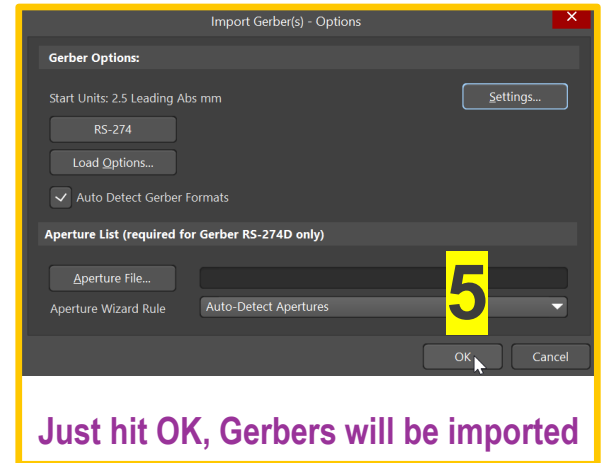 Import Gerber(s) - Options
Gerber Options:
Start Units: 2.5 Leading Abs mm
Settings...
RS-274
Load Options...
Auto Detect Gerber Formats
Aperture List (required for Gerber RS-274D only)
Aperture File...
5
Aperture Wizard Rule
Auto-Detect Apertures
OK
Cancel
Just hit OK, Gerbers will be imported